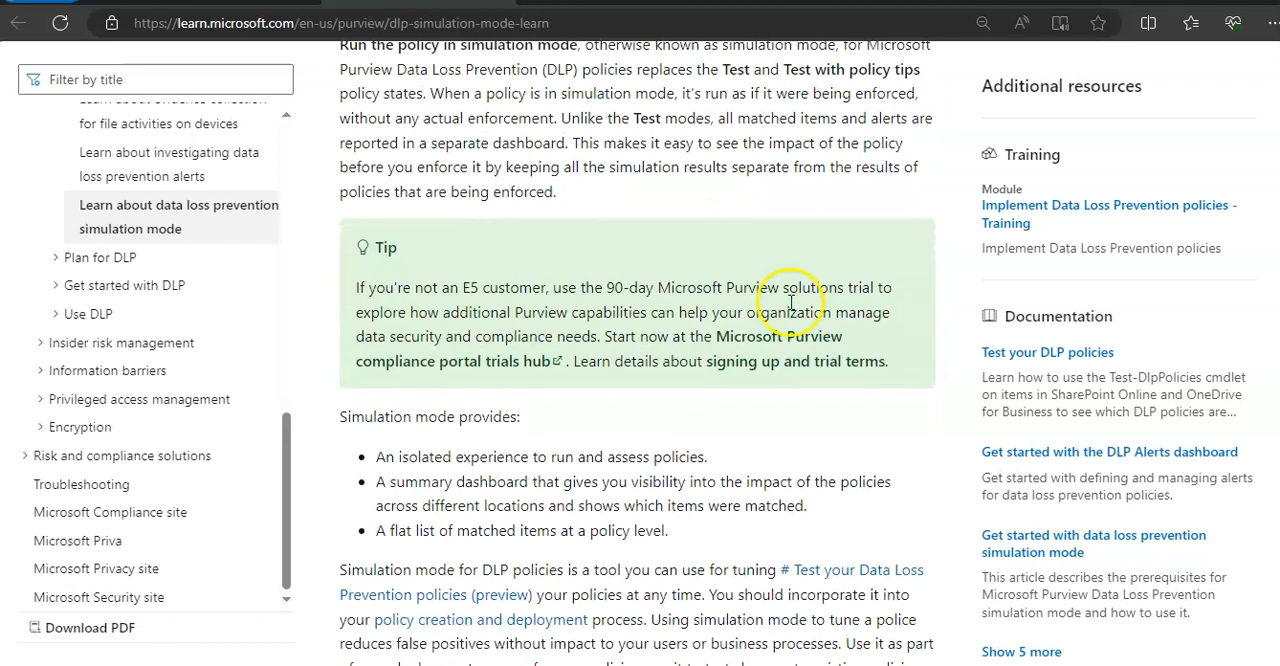 https://learn.microsoft.com/en-us/purview/dlp-simulation-mode-learn
Filter by title
Learn about evidence collection
for file activities on devices
Learn about investigating data
loss prevention alerts
Learn about data loss prevention
simulation mode
Plan for DLP
Get started with DLP
Use DLP
Insider risk management
Information barriers
Privileged access management
Encryption
Risk and compliance solutions
Troubleshooting
Microsoft Compliance site
Microsoft Priva
Microsoft Privacy site
Microsoft Security site
Download PDF
Run the policy in simulation mode, otherwise known as simulation mode, for Microsoft
Purview Data Loss Prevention (DLP) policies replaces the Test and Test with policy tips
policy states. When a policy is in simulation mode, it's run as if it were being enforced,
without any actual enforcement. Unlike the Test modes, all matched items and alerts are
reported in a separate dashboard. This makes it easy to see the impact of the policy
before you enforce it by keeping all the simulation results separate from the results of
policies that are being enforced.
Tip
If you're not an E5 customer, use the 90-day Microsoft Purview solutions trial to
explore how additional Purview capabilities can help your organization manage
data security and compliance needs. Start now at the Microsoft Purview
compliance portal trials hub . Learn details about signing up and trial terms.
Simulation mode provides:
• An isolated experience to run and assess policies.
• A summary dashboard that gives you visibility into the impact of the policies
across different locations and shows which items were matched.
• A flat list of matched items at a policy level.
Simulation mode for DLP policies is a tool you can use for tuning # Test your Data Loss
Prevention policies (preview) your policies at any time. You should incorporate it into
your policy creation and deployment process. Using simulation mode to tune a police
reduces false positives without impact to your users or business processes. Use it as part
Additional resources
Training
Module
Implement Data Loss Prevention policies -
Training
Implement Data Loss Prevention policies
Documentation
Test your DLP policies
Learn how to use the Test-DlpPolicies cmdlet
on items in SharePoint Online and OneDrive
for Business to see which DLP policies are...
Get started with the DLP Alerts dashboard
Get started with defining and managing alerts
for data loss prevention policies.
Get started with data loss prevention
simulation mode
This article describes the prerequisites for
Microsoft Purview Data Loss Prevention
simulation mode and how to use it.
Show 5 more